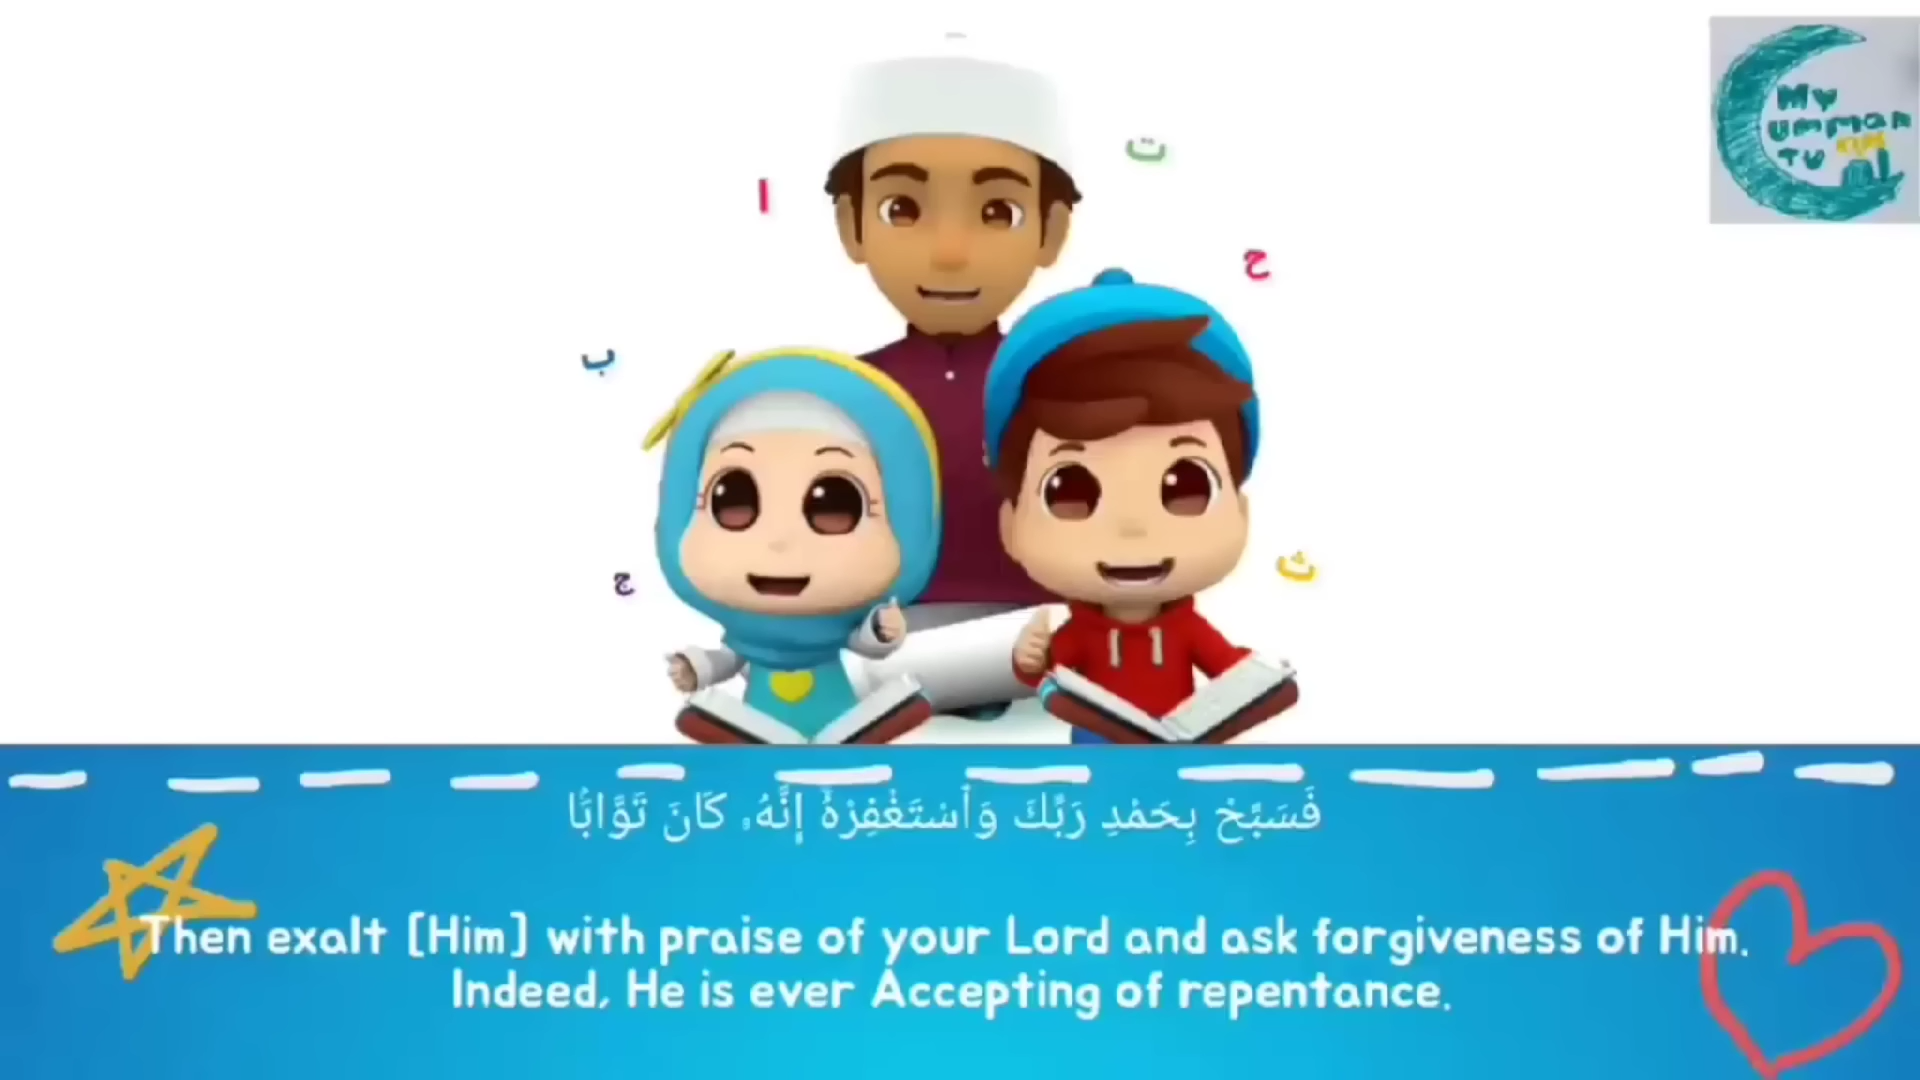 My
Ummah
TV KIDS
ا
ت
ح
ب
ج
ث
فَسَبِّحْ بِحَمْدِ رَبِّكَ وَٱسْتَغْفِرْهُ ۚ إِنَّهُۥ كَانَ تَوَّابًۢا
Then exalt [Him] with praise of your Lord and ask forgiveness of Him.
Indeed, He is ever Accepting of repentance.